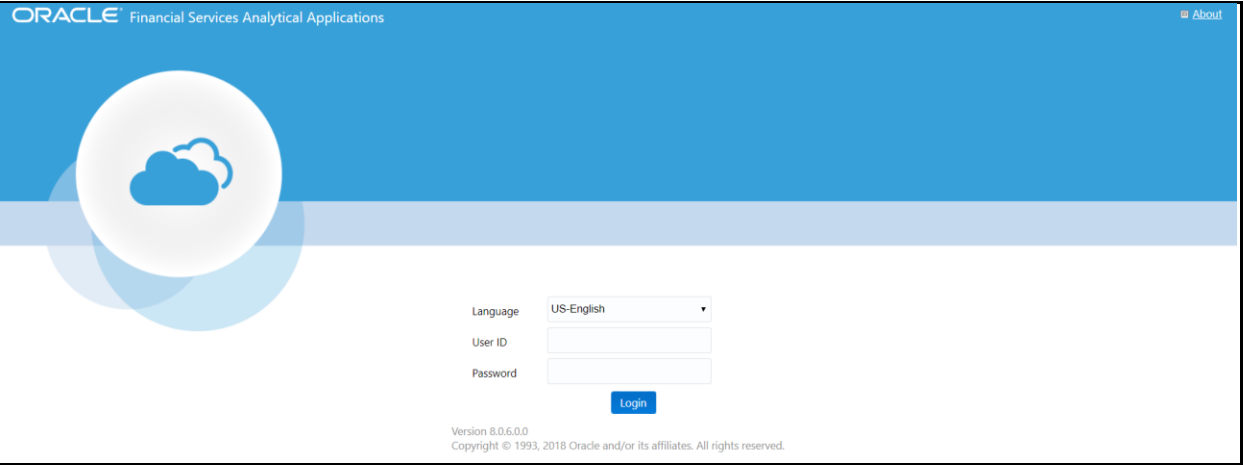 ORACLE® Financial Services Analytical Applications
About
Language US-English
User ID
Password
Login
Version 8.0.6.0.0
Copyright © 1993, 2018 Oracle and/or its affiliates. All rights reserved.